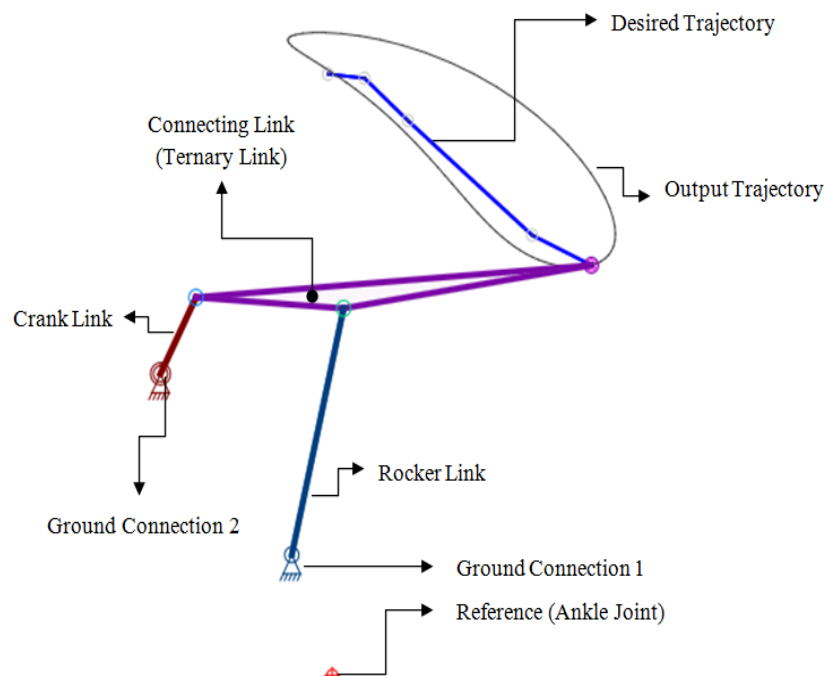 Desired Trajectory
Connecting Link
(Ternary Link)
Output Trajectory
Crank Link
Rocker Link
Ground Connection 2
Ground Connection 1
Reference (Ankle Joint)